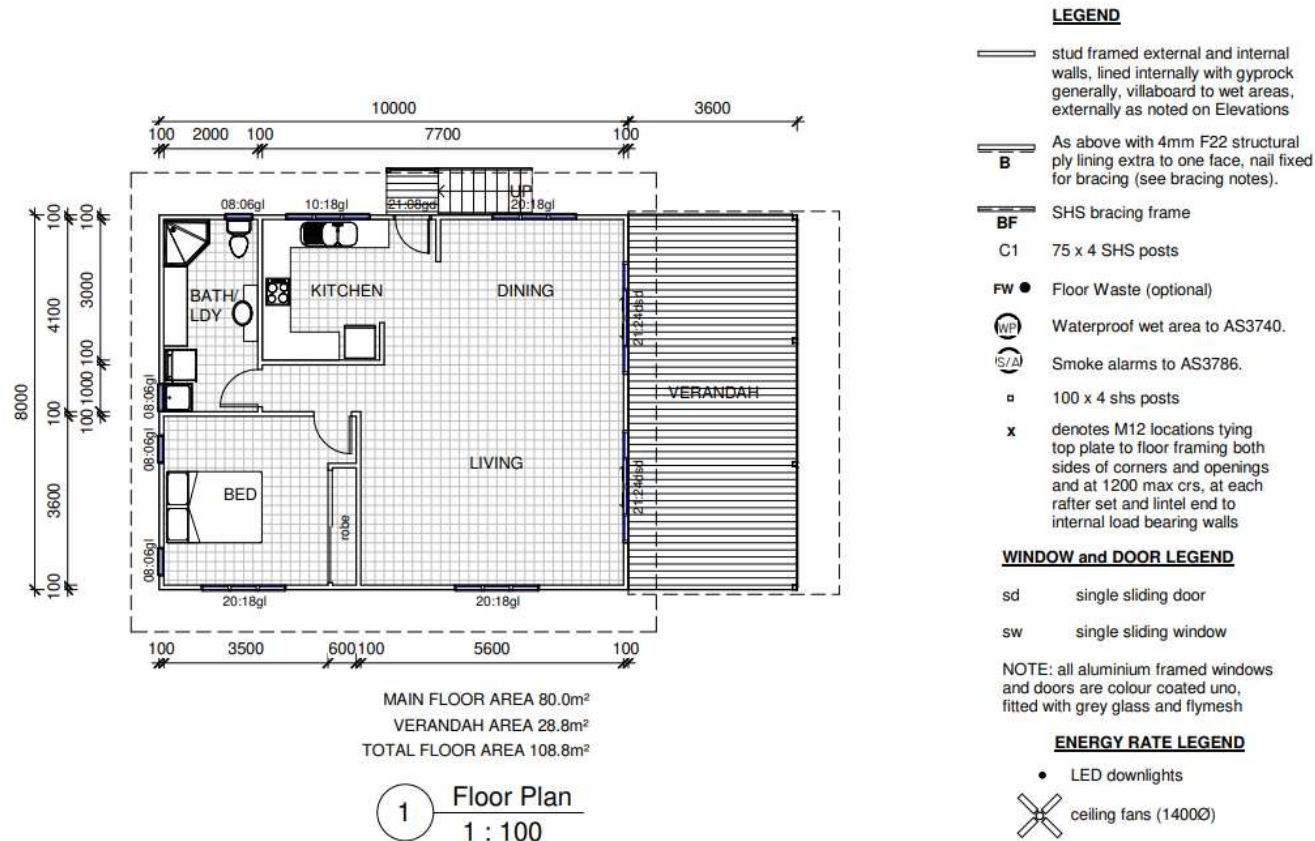 10000
3600
100
2000
100
7700
100
08:06gl
10:18gl
21:08gd
UP
20:18gl
8000
100
4100
100
3600
100
100
3000
100
1000
100
BATH/
LDY
KITCHEN
DINING
21:24dsd
08:06gl
08:06gl
VERANDAH
BED
LIVING
robe
21:24dsd
08:06gl
20:18gl
20:18gl
100
3500
600
100
5600
100
MAIN FLOOR AREA 80.0m²
VERANDAH AREA 28.8m²
TOTAL FLOOR AREA 108.8m²
1
Floor Plan
1 : 100
LEGEND
stud framed external and internal
walls, lined internally with gyprock
generally, villaboard to wet areas,
externally as noted on Elevations
B
As above with 4mm F22 structural
ply lining extra to one face, nail fixed
for bracing (see bracing notes).
BF
SHS bracing frame
C1 75 x 4 SHS posts
FW Floor Waste (optional)
WP Waterproof wet area to AS3740.
S/A Smoke alarms to AS3786.
100 x 4 shs posts
x denotes M12 locations tying
top plate to floor framing both
sides of corners and openings
and at 1200 max crs, at each
rafter set and lintel end to
internal load bearing walls
WINDOW and DOOR LEGEND
sd single sliding door
sw single sliding window
NOTE: all aluminium framed windows
and doors are colour coated uno,
fitted with grey glass and flymesh
ENERGY RATE LEGEND
LED downlights
ceiling fans (1400Ø)